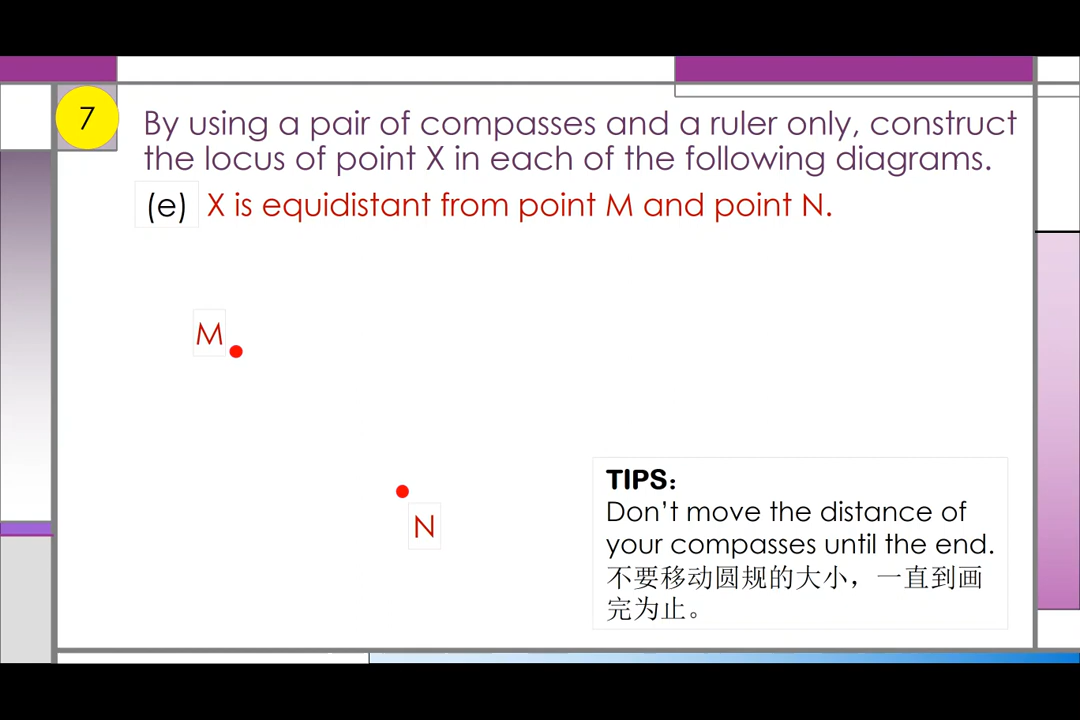 7
By using a pair of compasses and a ruler only, construct
the locus of point X in each of the following diagrams.
(e) X is equidistant from point M and point N.
M
N
TIPS:
Don't move the distance of
your compasses until the end.
不要移动圆规的大小，一直到画
完为止。